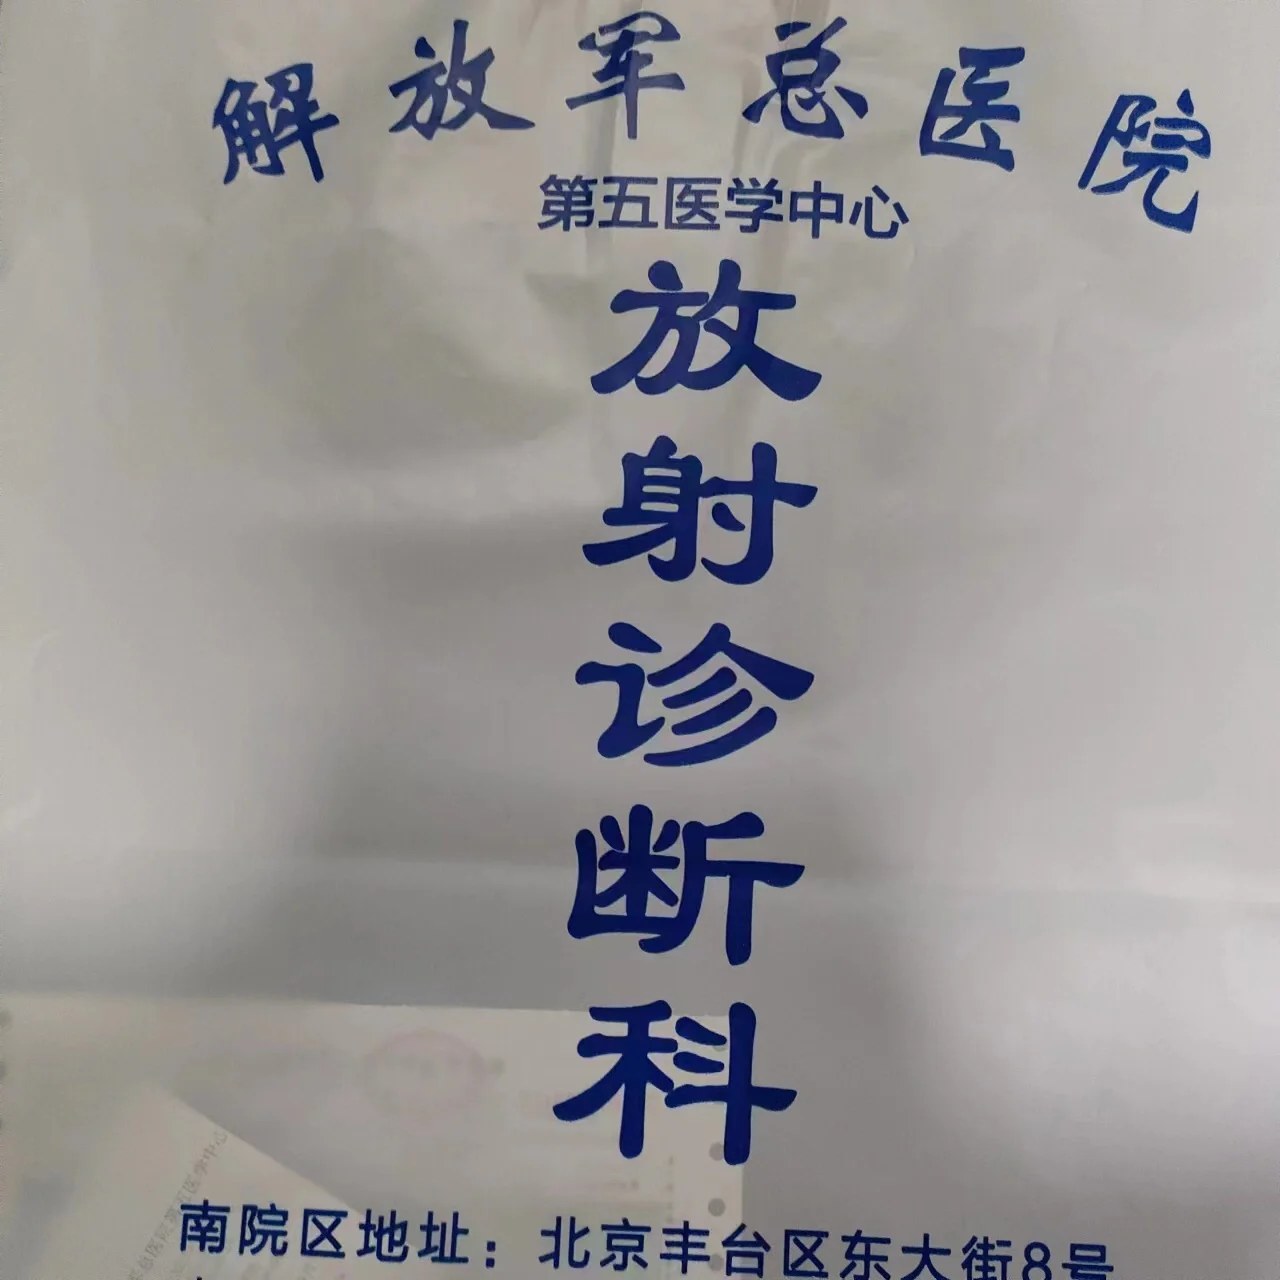 解放军总医院
第五医学中心
放射诊断科
南院区地址：北京丰台区东大街8号